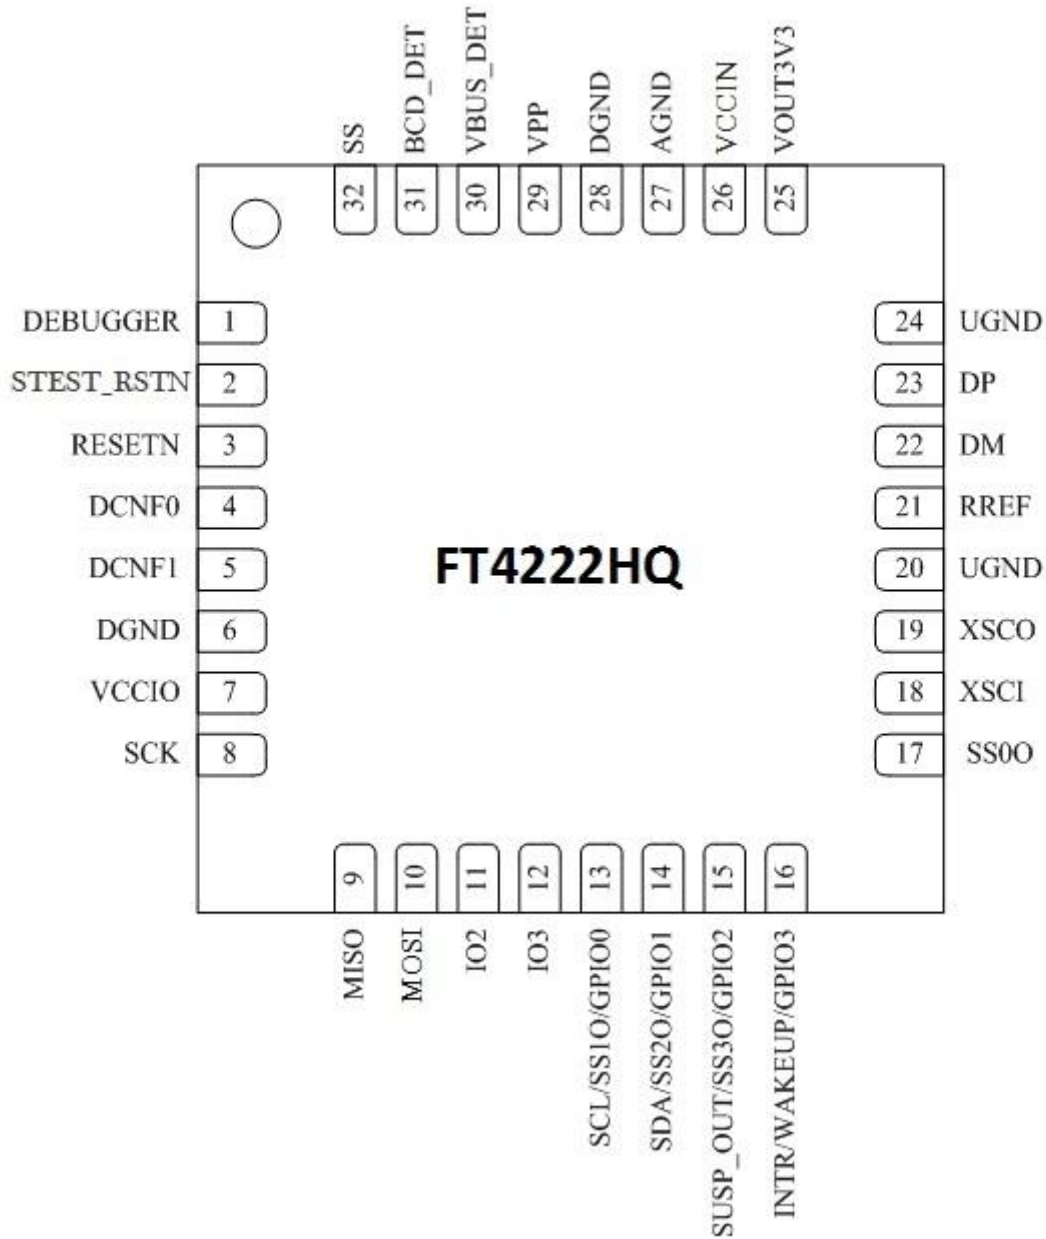 SS
BCD_DET
VBUS_DET
VPP
DGND
AGND
VCCIN
VOUT3V3
32
31
30
29
28
27
26
25
DEBUGGER 1
STEST_RSTN 2
RESETN 3
DCNF0 4
DCNF1 5
DGND 6
VCCIO 7
SCK 8
FT4222HQ
24 UGND
23 DP
22 DM
21 RREF
20 UGND
19 XSCO
18 XSCI
17 SS0O
9
10
11
12
13
14
15
16
MISO
MOSI
IO2
IO3
SCL/SS1O/GPIO0
SDA/SS2O/GPIO1
SUSP_OUT/SS3O/GPIO2
INTR/WAKEUP/GPIO3